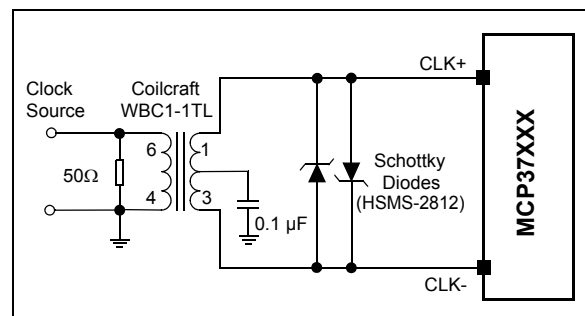 Clock
Source
Coilcraft
WBC1-1TL
CLK+
6
1
50Ω
4
3
0.1 µF
Schottky
Diodes
(HSMS-2812)
CLK-
MCP37XXX